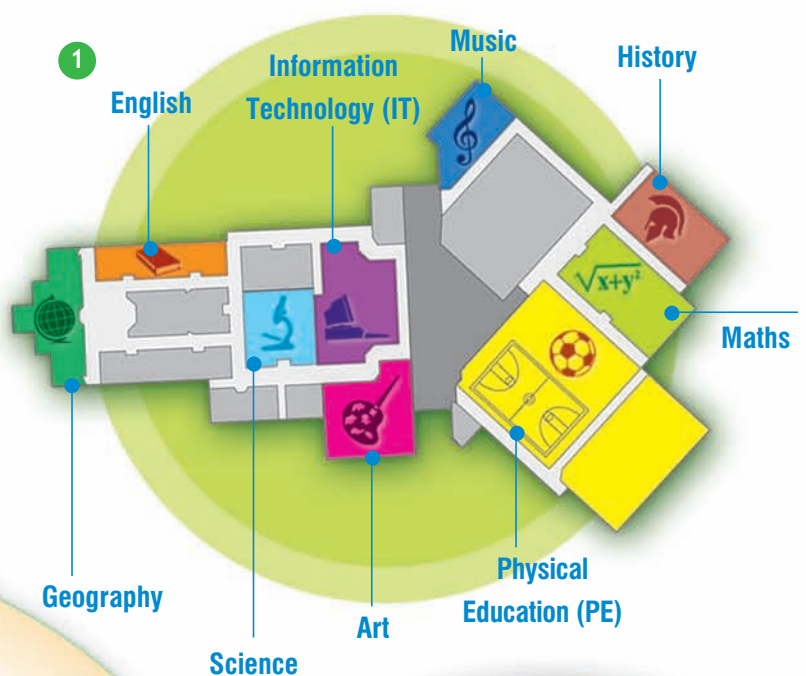 1
English
Information
Technology (IT)
Music
History
√x+y²
Maths
Geography
Science
Art
Physical
Education (PE)